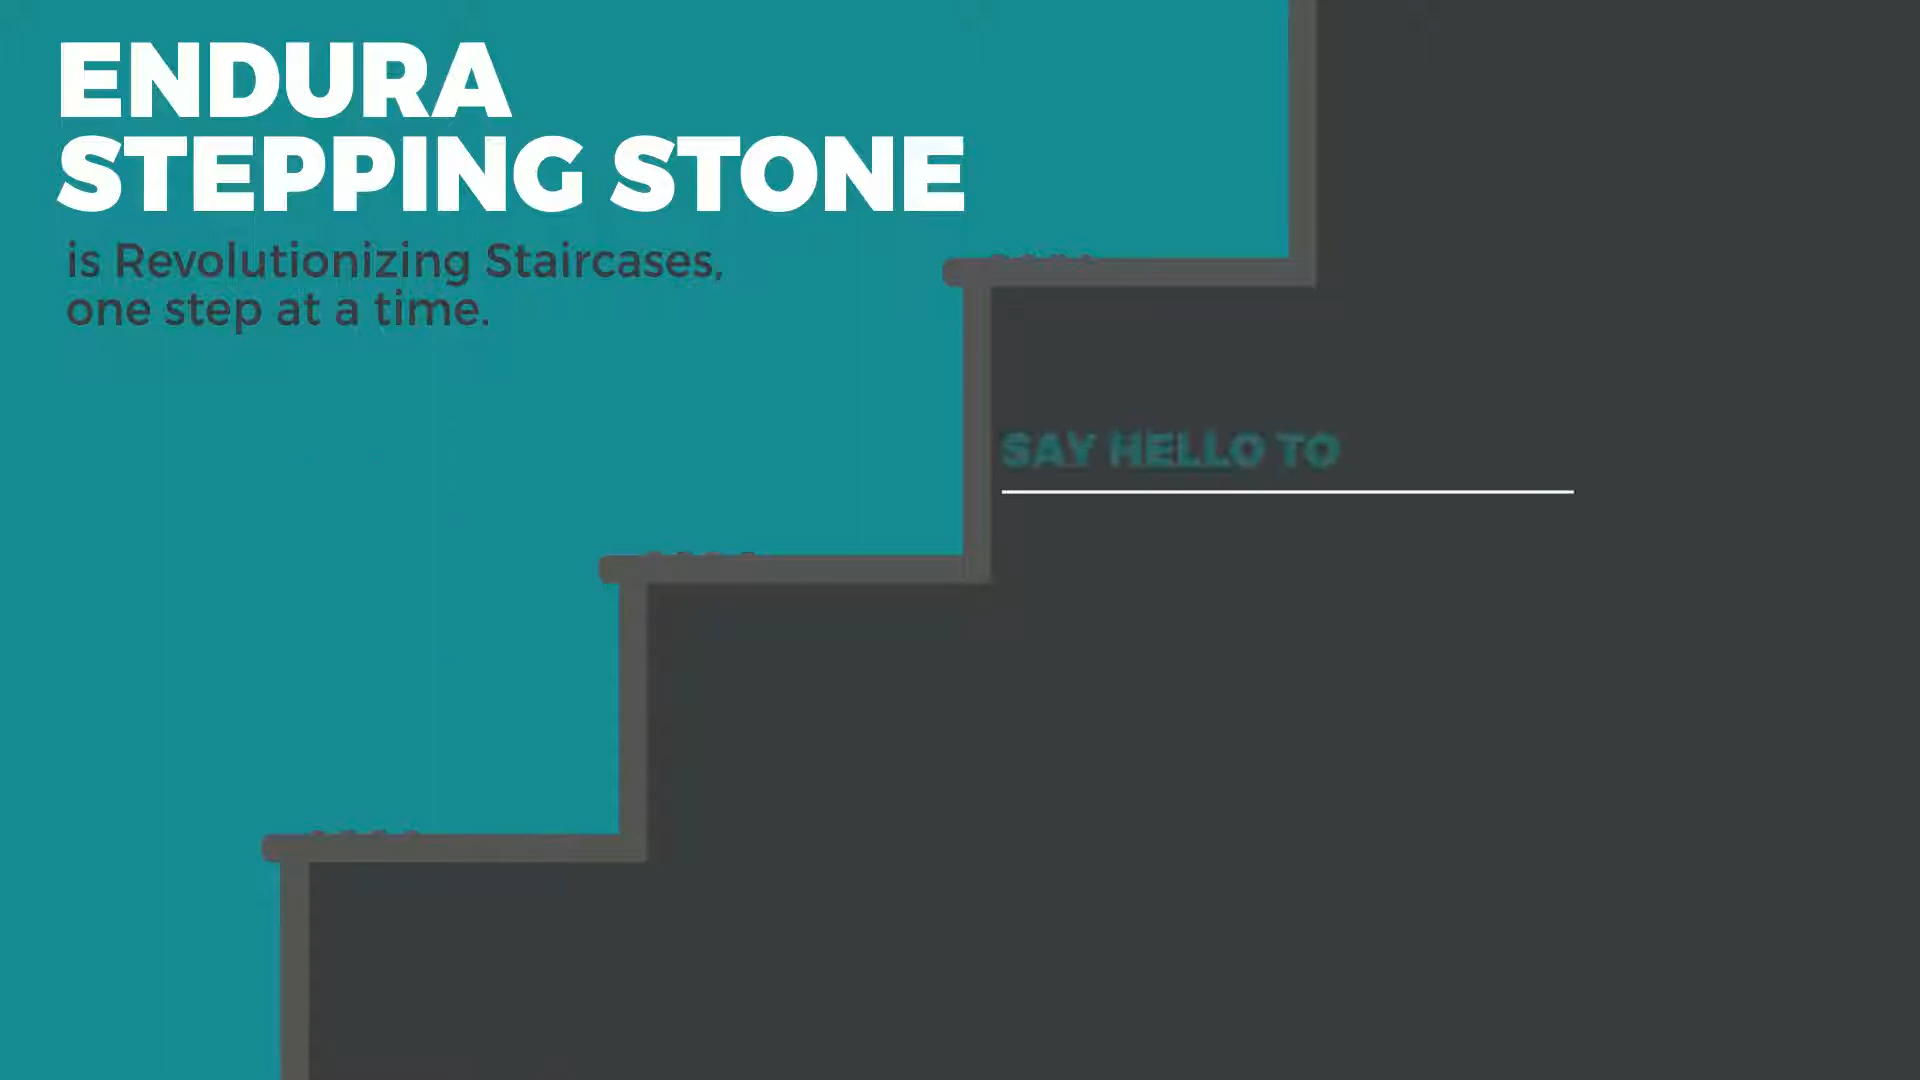 ENDURA
STEPPING STONE
is Revolutionizing Staircases,
one step at a time.
SAY HELLO TO